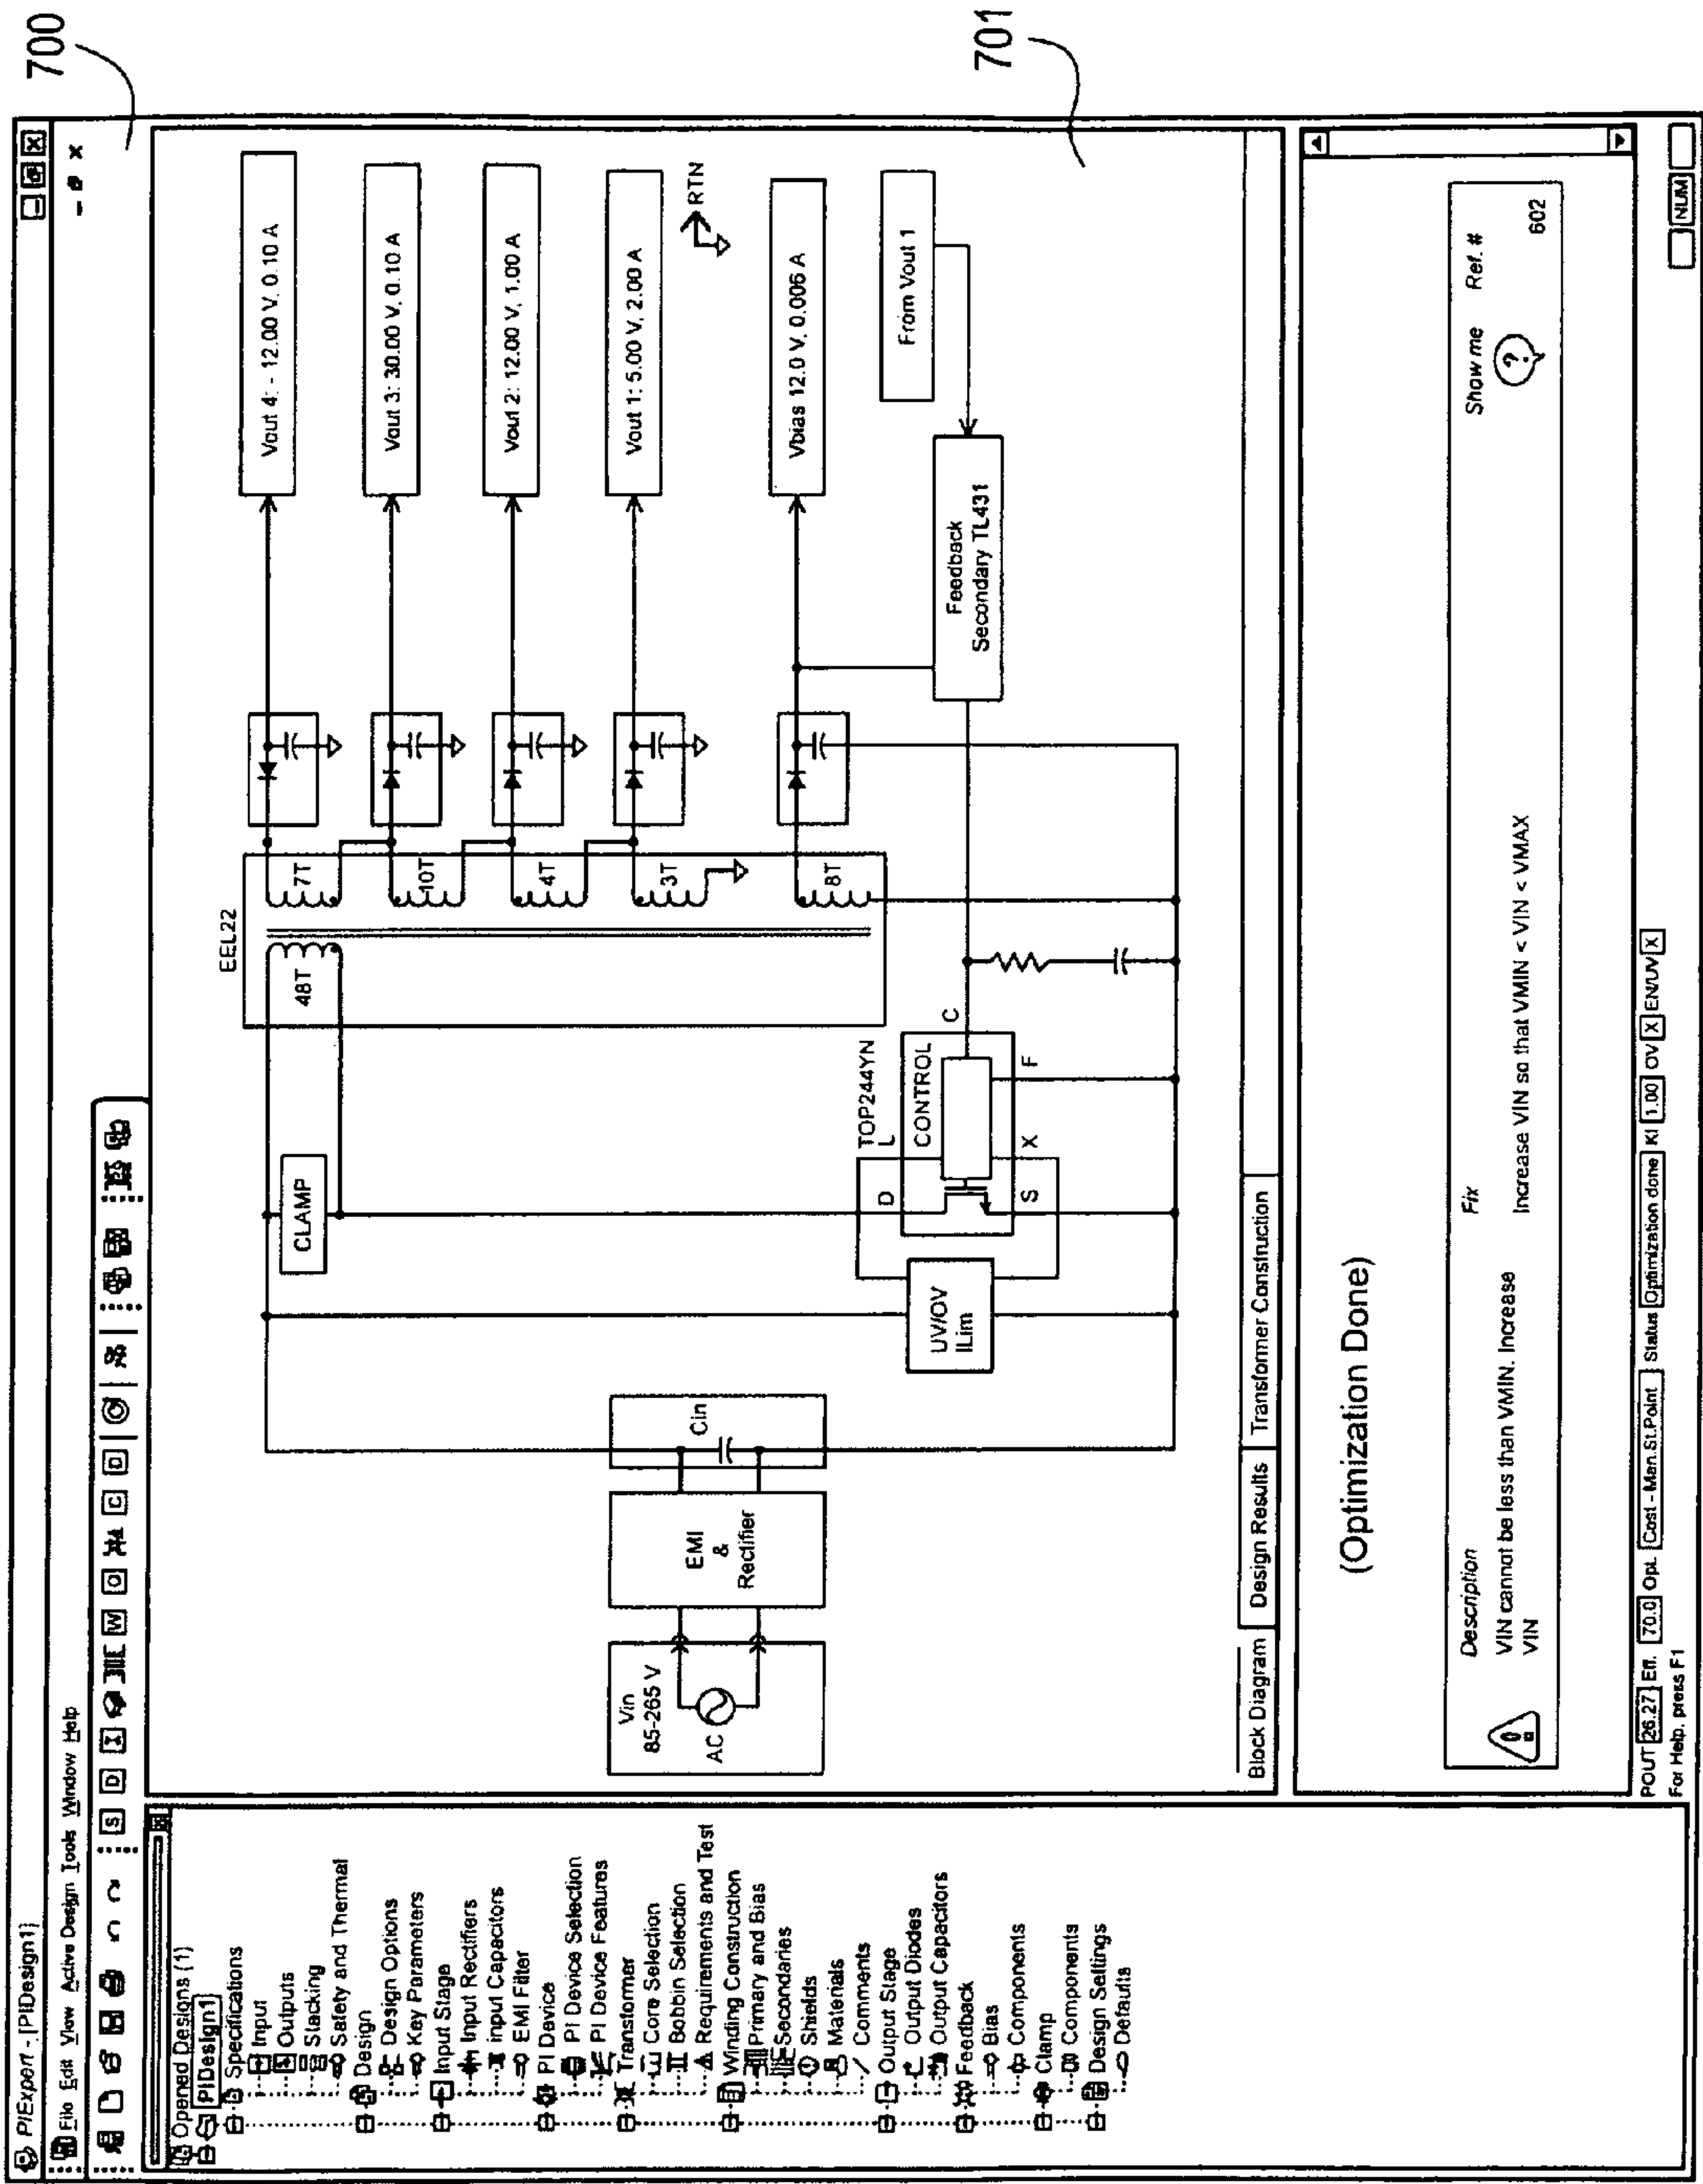 700
701
PIExpert - [PIDesign1]
File Edit View Active Design Tools Window Help
S D I W O C D
Opened Designs (1)
PIDesign1
Specifications
Input
Outputs
Stacking
Safety and Thermal
Design
Design Options
Key Parameters
Input Stage
Input Rectifiers
input Capacitors
EMI Filter
PI Device
PI Device Selection
PI Device Features
Transformer
Core Selection
Bobbin Selection
Requirements and Test
Winding Construction
Primary and Bias
Secondaries
Shields
Materials
Comments
Output Stage
Output Diodes
Output Capacitors
Feedback
Bias
Components
Clamp
Components
Design Settings
Defaults
Vin
85-265 V
AC
EMI
&
Rectifier
Cin
CLAMP
UV/OV
ILim
TOP244YN
L
D
CONTROL
C
S
X
F
EEL22
48T
7T
10T
4T
3T
8T
Vout 4: - 12.00 V, 0.10 A
Vout 3: 30.00 V, 0.10 A
Vout 2: 12.00 V, 1.00 A
Vout 1: 5.00 V, 2.00 A
RTN
Vbias 12.0 V, 0.006 A
From Vout 1
Feedback
Secondary TL431
Block Diagram Design Results Transformer Construction
(Optimization Done)
Description Fix Show me Ref. #
VIN cannot be less than VMIN. Increase
VIN
Increase VIN so that VMIN < VIN < VMAX
?
602
POUT 26.27 Eff. 70.0 Opt. Cost - Man.St.Point Status Optimization done KI 1.00 OV X EN/UV X
NUM
For Help, press F1